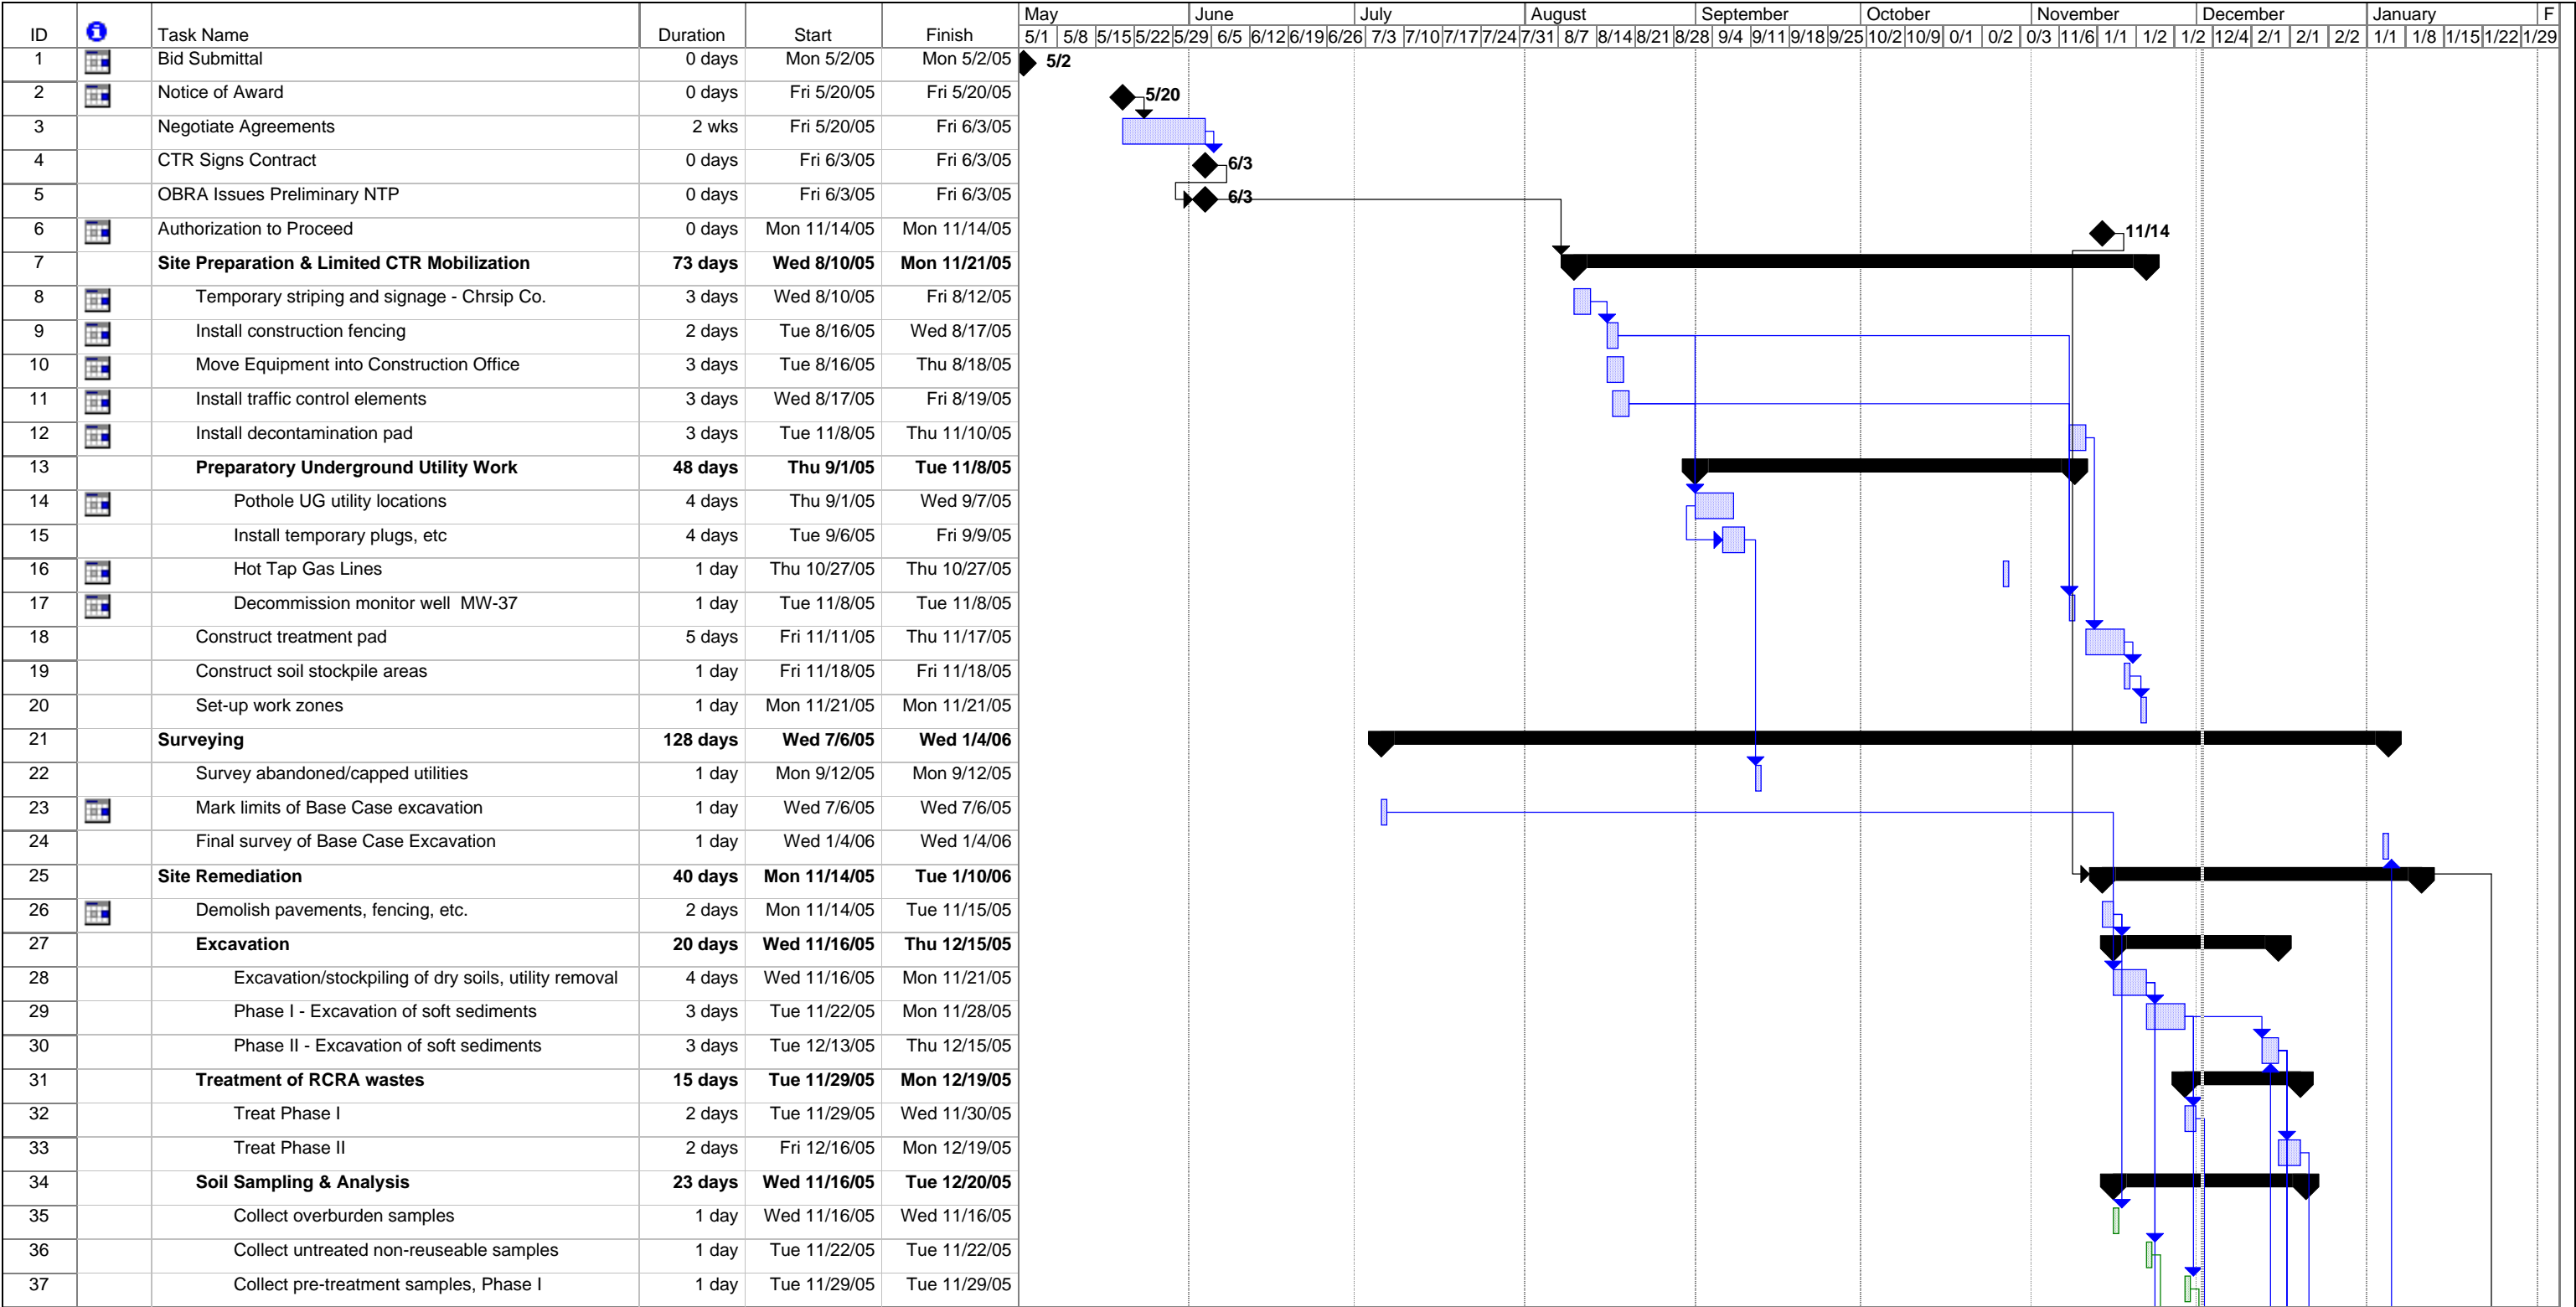 May June July August September October November December January F
ID Task Name Duration Start Finish 5/1 5/8 5/15 5/22 5/29 6/5 6/12 6/19 6/26 7/3 7/10 7/17 7/24 7/31 8/7 8/14 8/21 8/28 9/4 9/11 9/18 9/25 10/2 10/9 0/1 0/2 0/3 11/6 1/1 1/2 1/2 12/4 2/1 2/1 2/2 1/1 1/8 1/15 1/22 1/29
1 Bid Submittal 0 days Mon 5/2/05 Mon 5/2/05 5/2
2 Notice of Award 0 days Fri 5/20/05 Fri 5/20/05 5/20
3 Negotiate Agreements 2 wks Fri 5/20/05 Fri 6/3/05
4 CTR Signs Contract 0 days Fri 6/3/05 Fri 6/3/05 6/3
5 OBRA Issues Preliminary NTP 0 days Fri 6/3/05 Fri 6/3/05 6/3
6 Authorization to Proceed 0 days Mon 11/14/05 Mon 11/14/05 11/14
7 Site Preparation & Limited CTR Mobilization 73 days Wed 8/10/05 Mon 11/21/05
8 Temporary striping and signage - Chrsip Co. 3 days Wed 8/10/05 Fri 8/12/05
9 Install construction fencing 2 days Tue 8/16/05 Wed 8/17/05
10 Move Equipment into Construction Office 3 days Tue 8/16/05 Thu 8/18/05
11 Install traffic control elements 3 days Wed 8/17/05 Fri 8/19/05
12 Install decontamination pad 3 days Tue 11/8/05 Thu 11/10/05
13 Preparatory Underground Utility Work 48 days Thu 9/1/05 Tue 11/8/05
14 Pothole UG utility locations 4 days Thu 9/1/05 Wed 9/7/05
15 Install temporary plugs, etc 4 days Tue 9/6/05 Fri 9/9/05
16 Hot Tap Gas Lines 1 day Thu 10/27/05 Thu 10/27/05
17 Decommission monitor well MW-37 1 day Tue 11/8/05 Tue 11/8/05
18 Construct treatment pad 5 days Fri 11/11/05 Thu 11/17/05
19 Construct soil stockpile areas 1 day Fri 11/18/05 Fri 11/18/05
20 Set-up work zones 1 day Mon 11/21/05 Mon 11/21/05
21 Surveying 128 days Wed 7/6/05 Wed 1/4/06
22 Survey abandoned/capped utilities 1 day Mon 9/12/05 Mon 9/12/05
23 Mark limits of Base Case excavation 1 day Wed 7/6/05 Wed 7/6/05
24 Final survey of Base Case Excavation 1 day Wed 1/4/06 Wed 1/4/06
25 Site Remediation 40 days Mon 11/14/05 Tue 1/10/06
26 Demolish pavements, fencing, etc. 2 days Mon 11/14/05 Tue 11/15/05
27 Excavation 20 days Wed 11/16/05 Thu 12/15/05
28 Excavation/stockpiling of dry soils, utility removal 4 days Wed 11/16/05 Mon 11/21/05
29 Phase I - Excavation of soft sediments 3 days Tue 11/22/05 Mon 11/28/05
30 Phase II - Excavation of soft sediments 3 days Tue 12/13/05 Thu 12/15/05
31 Treatment of RCRA wastes 15 days Tue 11/29/05 Mon 12/19/05
32 Treat Phase I 2 days Tue 11/29/05 Wed 11/30/05
33 Treat Phase II 2 days Fri 12/16/05 Mon 12/19/05
34 Soil Sampling & Analysis 23 days Wed 11/16/05 Tue 12/20/05
35 Collect overburden samples 1 day Wed 11/16/05 Wed 11/16/05
36 Collect untreated non-reuseable samples 1 day Tue 11/22/05 Tue 11/22/05
37 Collect pre-treatment samples, Phase I 1 day Tue 11/29/05 Tue 11/29/05